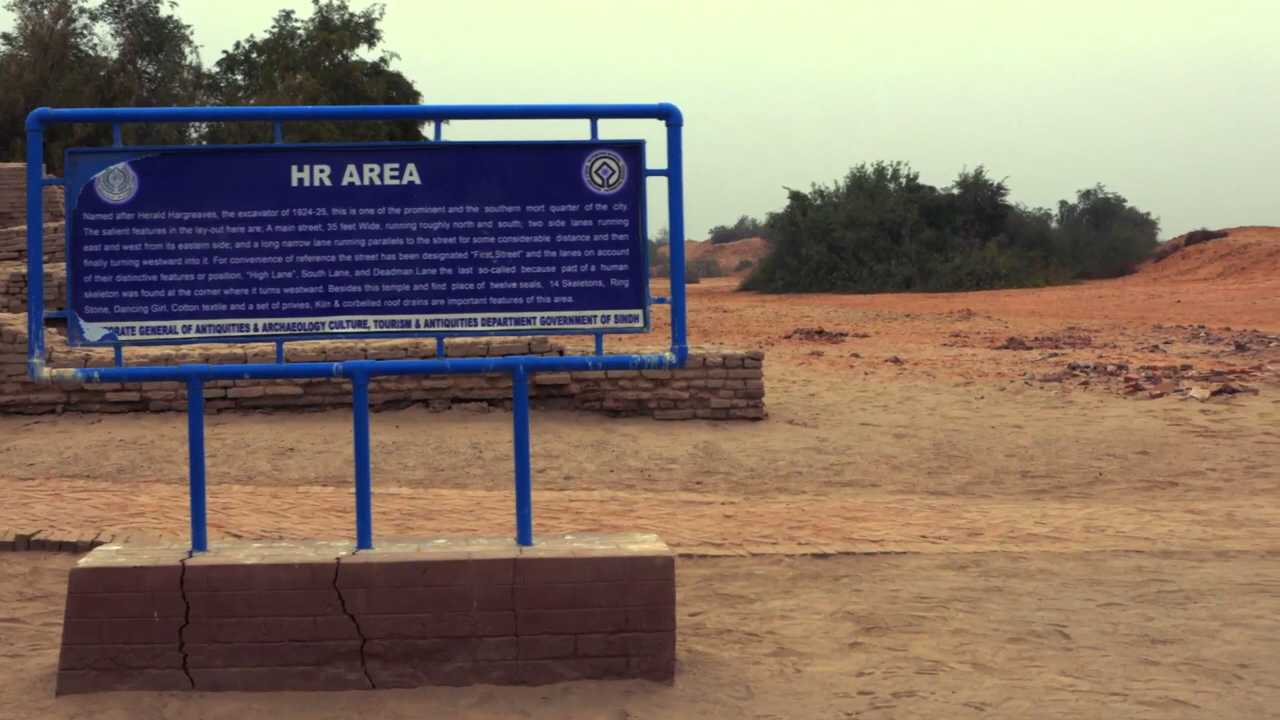 HR AREA
Named after Herald Hargreaves, the excavator of 1924-25, this is one of the prominent and the southern mort quarter of the city.
The salient features in the lay-out here are; A main street, 35 feet Wide, running roughly north and south; two side lanes running
east and west from its eastern side; and a long narrow lane running parallels to the street for some considerable distance and then
finally turning westward into it. For convenience of reference the street has been designated "First Street" and the lanes on account
of their distinctive features or position, "High Lane", South Lane, and Deadman Lane the last so-called because part of a human
skeleton was found at the corner where it turns westward. Besides this temple and find place of twelve seals, 14 Skeletons, Ring
Stone, Dancing Girl, Cotton textile and a set of privies, Kiln & corbelled roof drains are important features of this area.
ORATE GENERAL OF ANTIQUITIES & ARCHAEOLOGY CULTURE, TOURISM & ANTIQUITIES DEPARTMENT GOVERNMENT OF SINDH